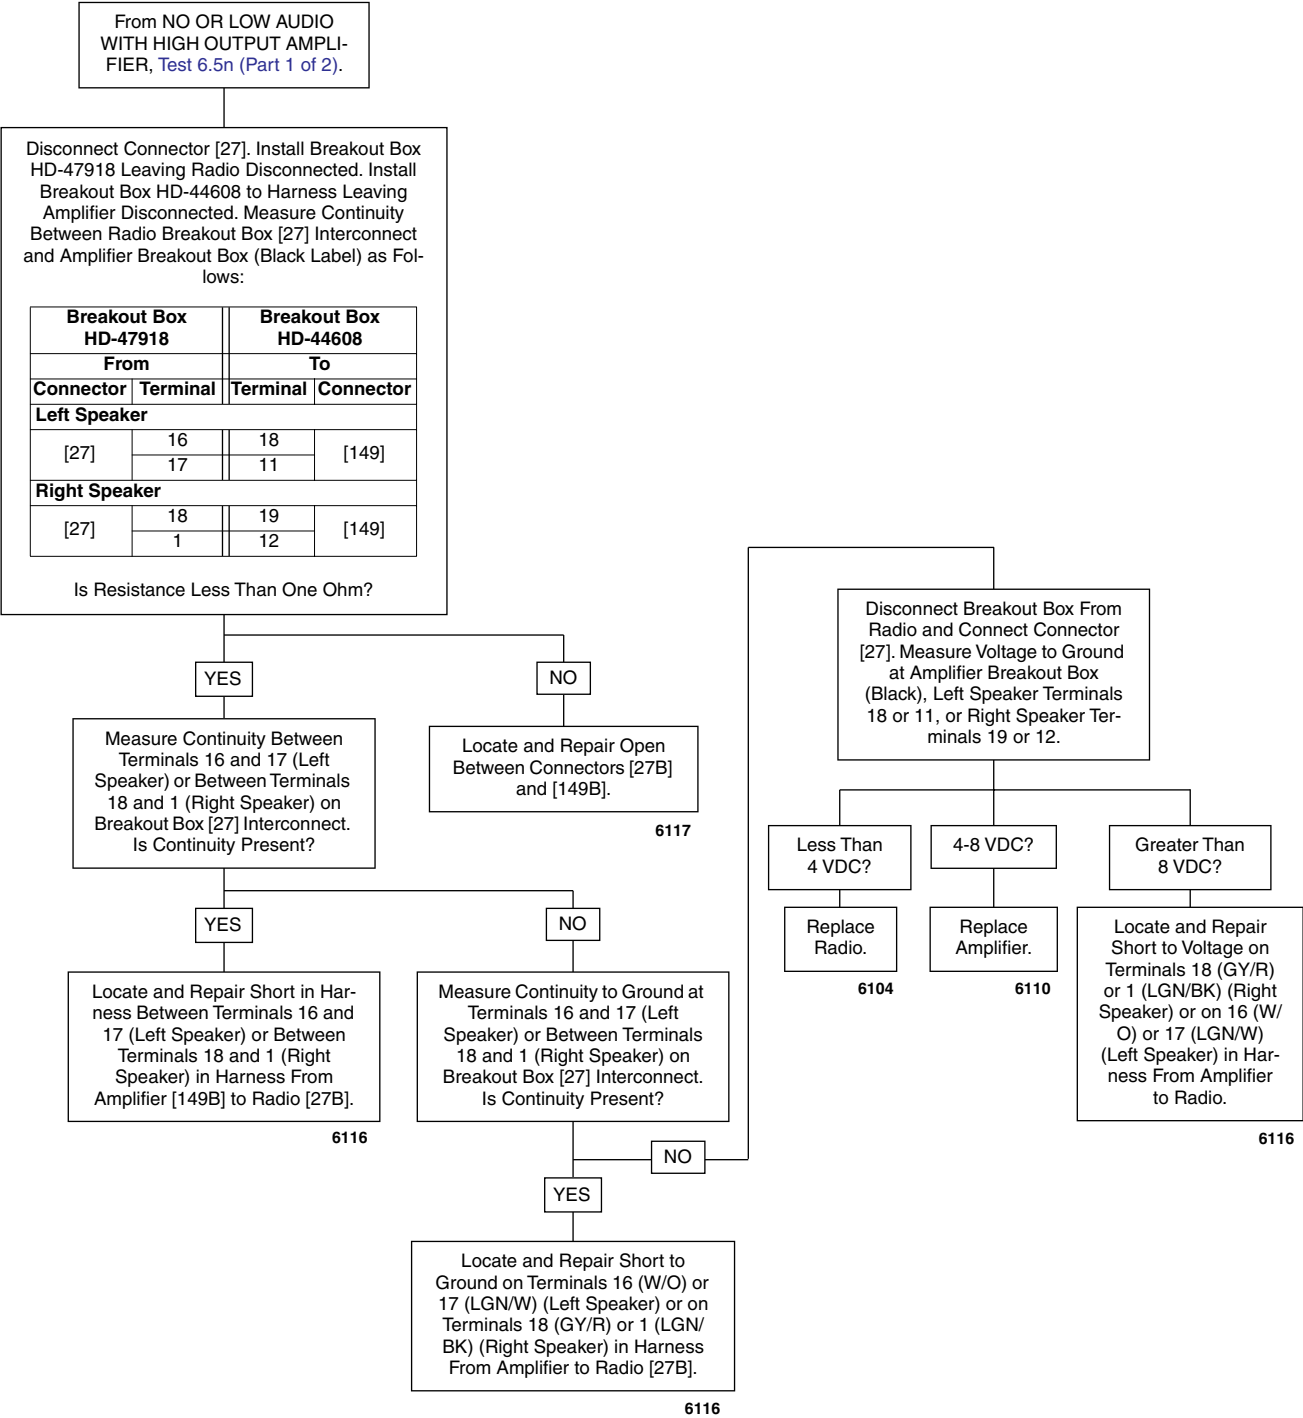 From NO OR LOW AUDIO
WITH HIGH OUTPUT AMPLI-
FIER, Test 6.5n (Part 1 of 2).
Disconnect Connector [27]. Install Breakout Box
HD-47918 Leaving Radio Disconnected. Install
Breakout Box HD-44608 to Harness Leaving
Amplifier Disconnected. Measure Continuity
Between Radio Breakout Box [27] Interconnect
and Amplifier Breakout Box (Black Label) as Fol-
lows:
Breakout Box Breakout Box
HD-47918 HD-44608
From To
Connector Terminal Terminal Connector
Left Speaker
[27] 16 18 [149]
17 11
Right Speaker
[27] 18 19 [149]
1 12
Is Resistance Less Than One Ohm?
YES
NO
Measure Continuity Between
Terminals 16 and 17 (Left
Speaker) or Between Terminals
18 and 1 (Right Speaker) on
Breakout Box [27] Interconnect.
Is Continuity Present?
Locate and Repair Open
Between Connectors [27B]
and [149B].
6117
YES
NO
Locate and Repair Short in Har-
ness Between Terminals 16 and
17 (Left Speaker) or Between
Terminals 18 and 1 (Right
Speaker) in Harness From
Amplifier [149B] to Radio [27B].
6116
Measure Continuity to Ground at
Terminals 16 and 17 (Left
Speaker) or Between Terminals
18 and 1 (Right Speaker) on
Breakout Box [27] Interconnect.
Is Continuity Present?
NO
YES
Locate and Repair Short to
Ground on Terminals 16 (W/O) or
17 (LGN/W) (Left Speaker) or on
Terminals 18 (GY/R) or 1 (LGN/
BK) (Right Speaker) in Harness
From Amplifier to Radio [27B].
6116
Disconnect Breakout Box From
Radio and Connect Connector
[27]. Measure Voltage to Ground
at Amplifier Breakout Box
(Black), Left Speaker Terminals
18 or 11, or Right Speaker Ter-
minals 19 or 12.
Less Than
4 VDC?
4-8 VDC?
Greater Than
8 VDC?
Replace
Radio.
6104
Replace
Amplifier.
6110
Locate and Repair
Short to Voltage on
Terminals 18 (GY/R)
or 1 (LGN/BK) (Right
Speaker) or on 16 (W/
O) or 17 (LGN/W)
(Left Speaker) in Har-
ness From Amplifier
to Radio.
6116